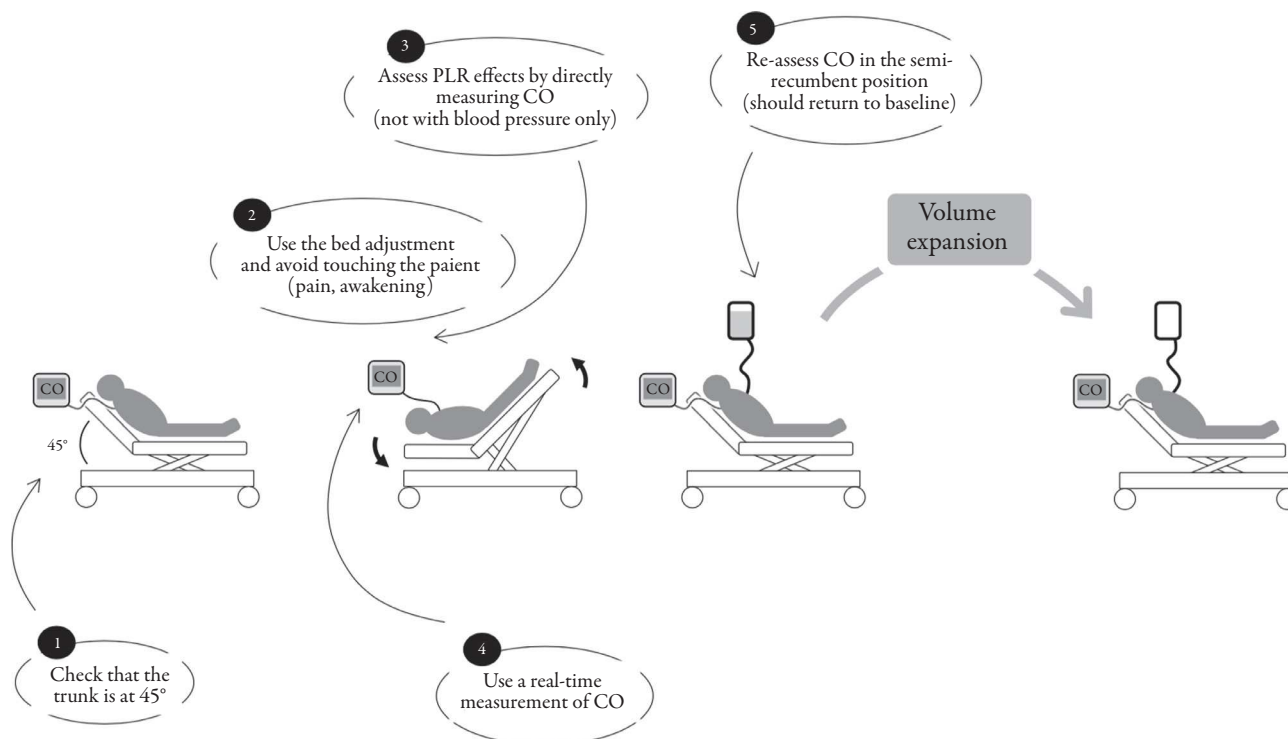 3
Assess PLR effects by directly
measuring CO
(not with blood pressure only)
5
Re-assess CO in the semi-
recumbent position
(should return to baseline)
2
Use the bed adjustment
and avoid touching the paient
(pain, awakening)
Volume
expansion
CO
CO
CO
CO
45°
1
Check that the
trunk is at 45°
4
Use a real-time
measurement of CO